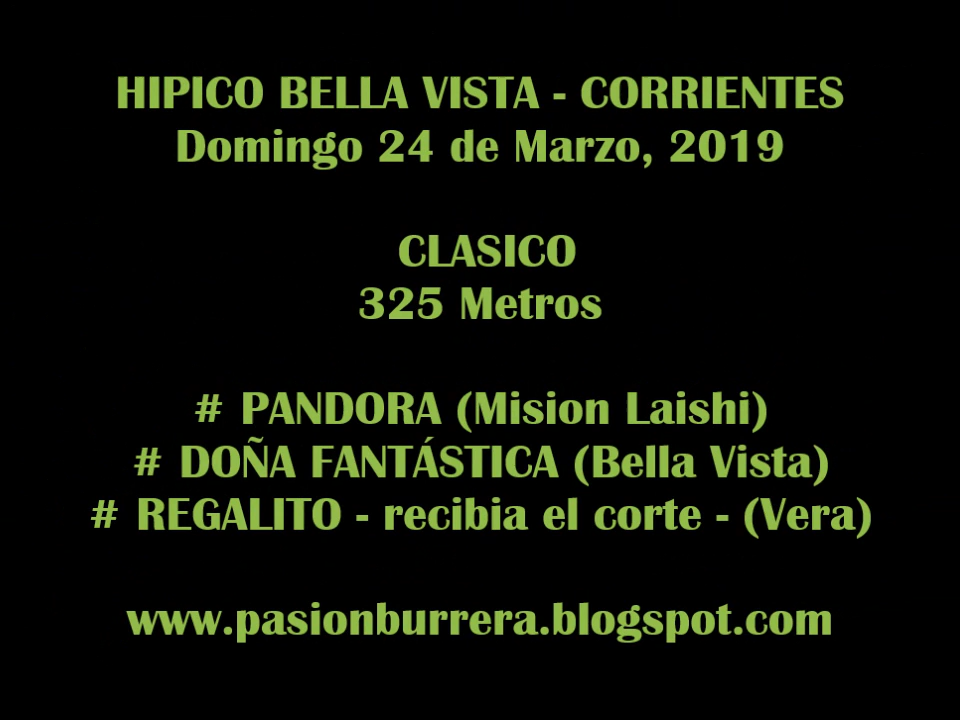 HIPICO BELLA VISTA - CORRIENTES
Domingo 24 de Marzo, 2019
CLASICO
325 Metros
# PANDORA (Mision Laishi)
# DOÑA FANTÁSTICA (Bella Vista)
# REGALITO - recibia el corte - (Vera)
www.pasionburrera.blogspot.com